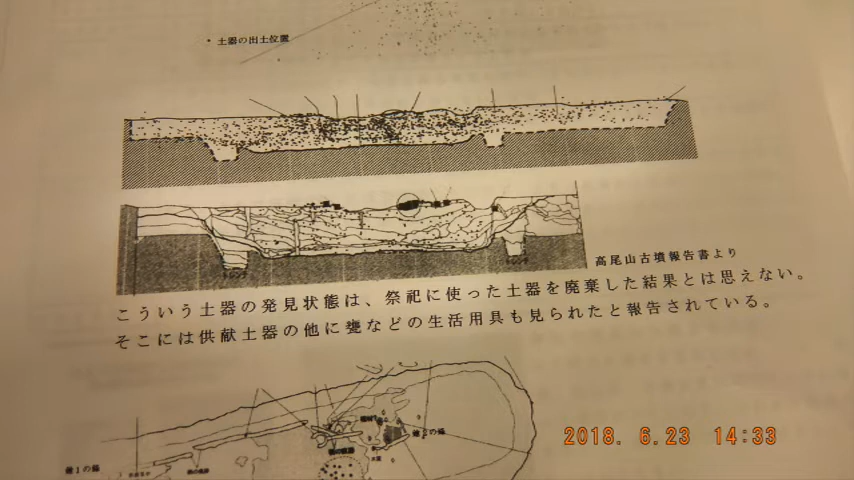 ・土器の出土位置
高尾山古墳報告書より
こういう土器の発見状態は、祭祀に使った土器を廃棄した結果とは思えない。
そこには供献土器の他に甕などの生活用具も見られたと報告されている。
2018. 6.23 14:33